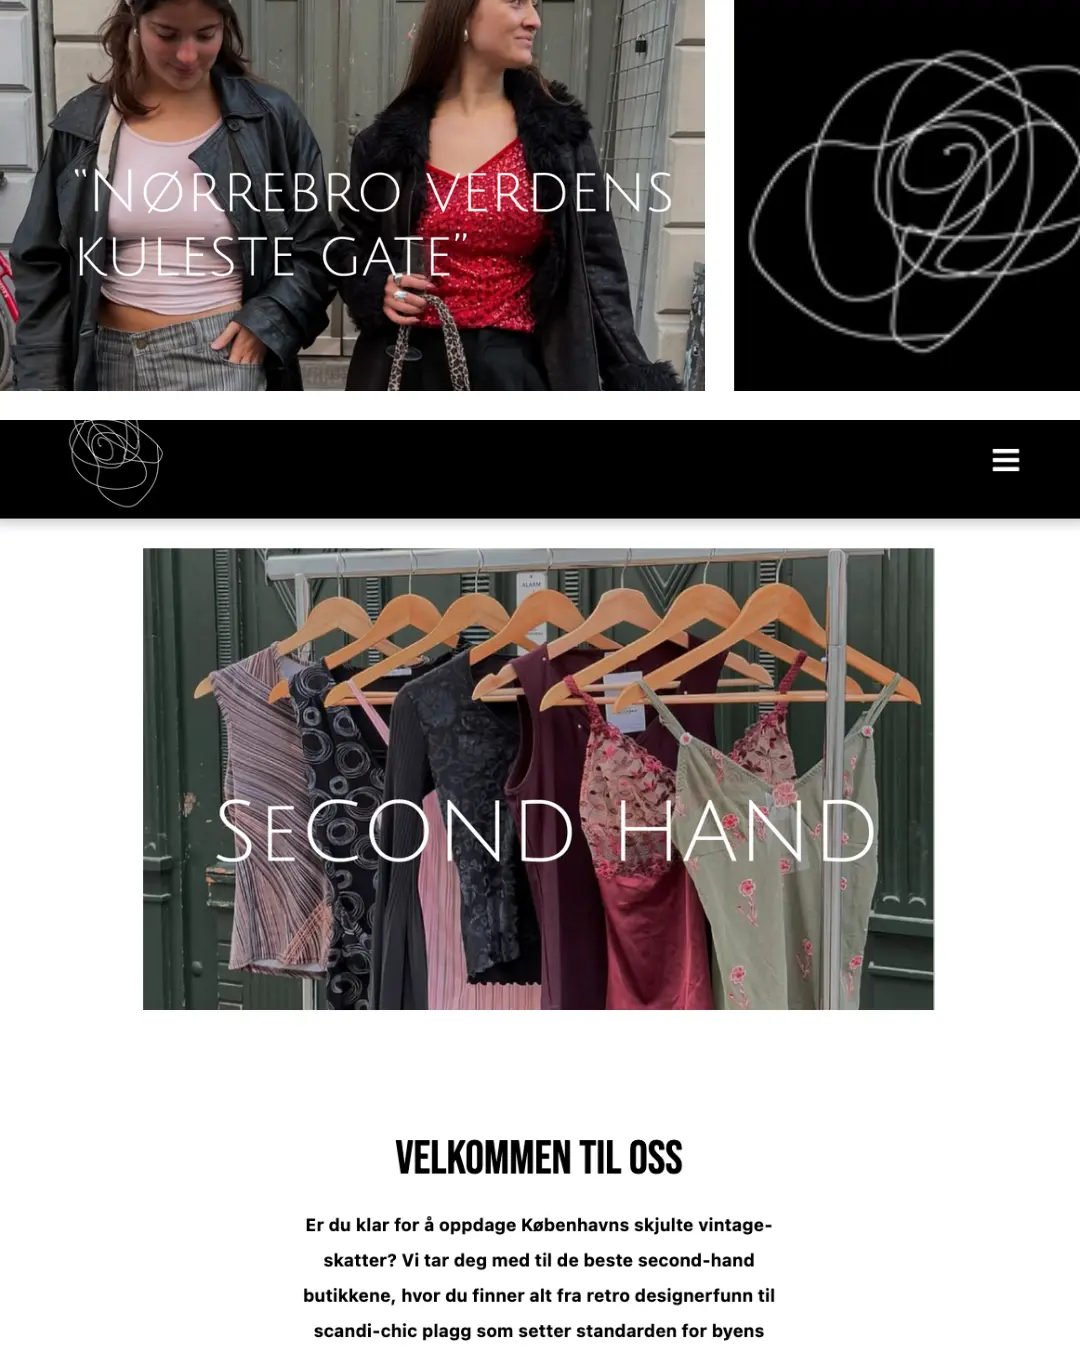 “NØRREBRO VERDENS
KULESTE GATE”
ALARM
SECOND HAND
VELKOMMEN TIL OSS
Er du klar for å oppdage Københavns skjulte vintage-
skatter? Vi tar deg med til de beste second-hand
butikkene, hvor du finner alt fra retro designerfunn til
scandi-chic plagg som setter standarden for byens